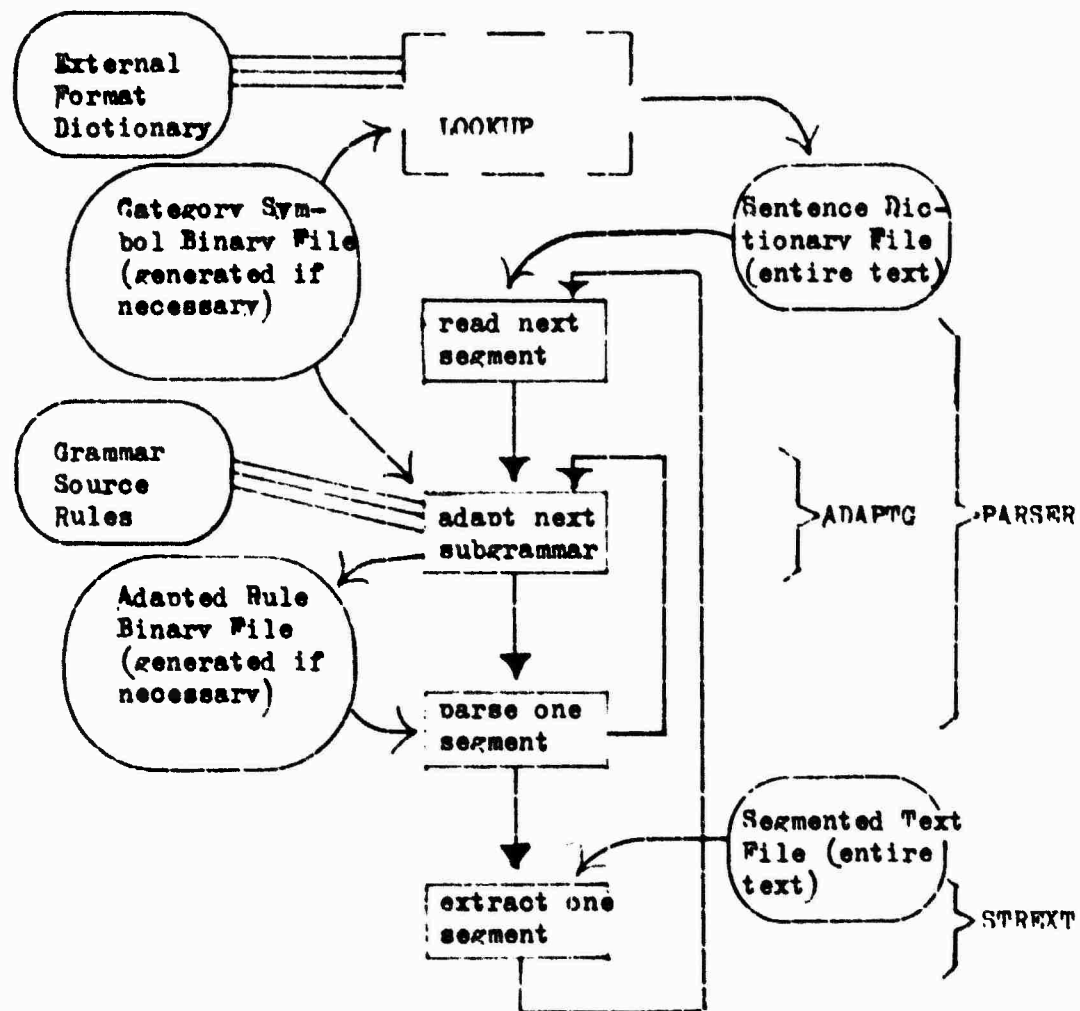 External
Format
Dictionary
LOOKUP
Category Sym-
bol Binary File
(generated if
necessary)
Sentence Dic-
tionary File
(entire text)
read next
segment
Grammar
Source
Rules
adapt next
subgrammar
ADAPTG
PARSER
Adapted Rule
Binary File
(generated if
necessary)
parse one
segment
Segmented Text
File (entire
text)
extract one
segment
STREXT